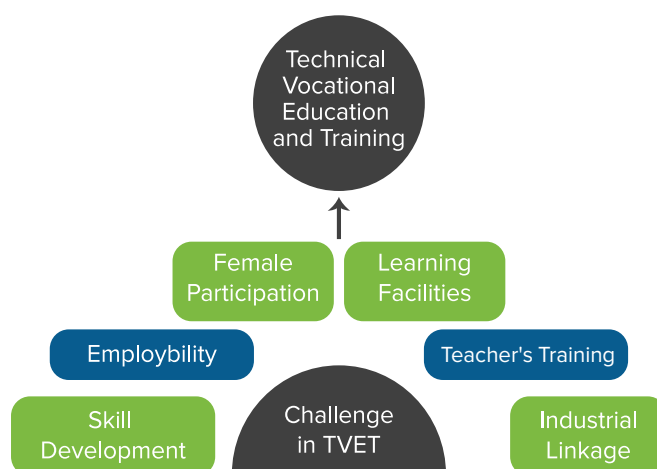 Technical
Vocational
Education
and Training
Female
Participation
Learning
Facilities
Employbility
Teacher's Training
Skill
Development
Challenge
in TVET
Industrial
Linkage